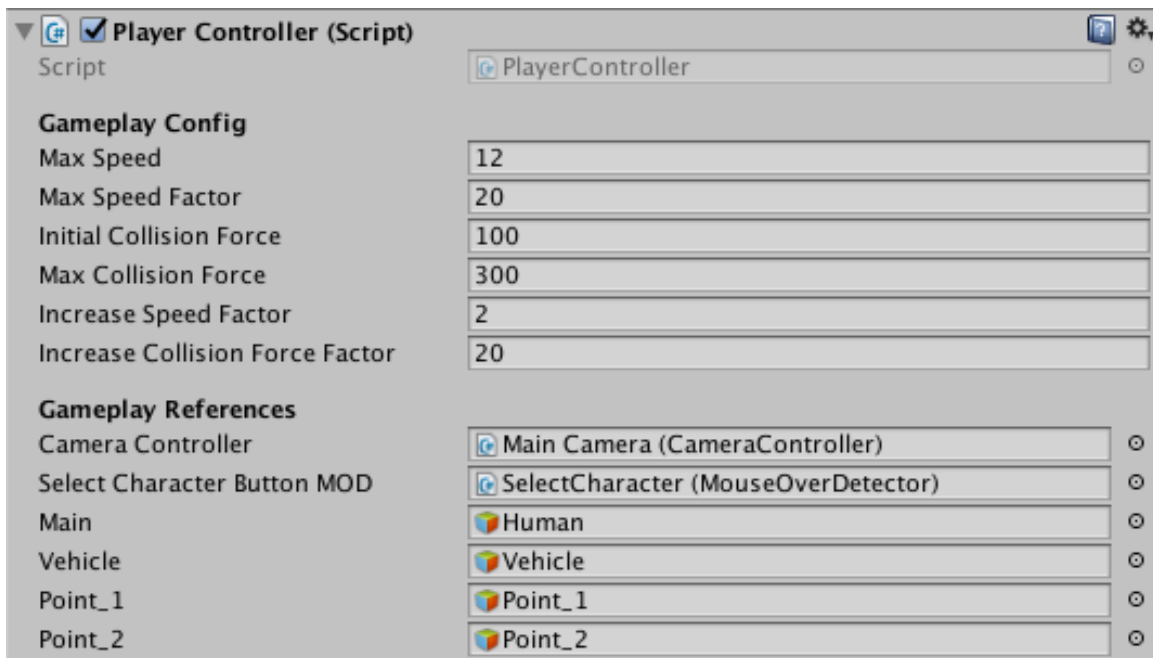 Player Controller (Script)
Script PlayerController
Gameplay Config
Max Speed 12
Max Speed Factor 20
Initial Collision Force 100
Max Collision Force 300
Increase Speed Factor 2
Increase Collision Force Factor 20
Gameplay References
Camera Controller Main Camera (CameraController)
Select Character Button MOD SelectCharacter (MouseOverDetector)
Main Human
Vehicle Vehicle
Point_1 Point_1
Point_2 Point_2